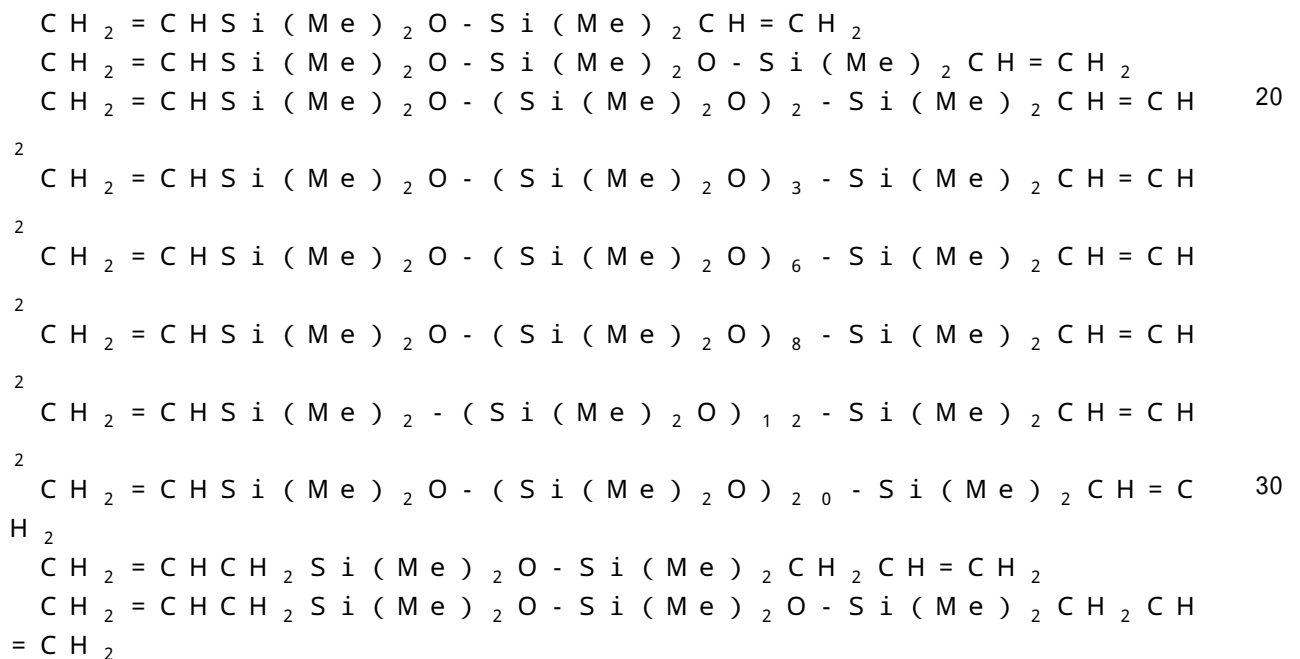 CH₂=CHSi(Me)₂O-Si(Me)₂CH=CH₂
CH₂=CHSi(Me)₂O-Si(Me)₂O-Si(Me)₂CH=CH₂
CH₂=CHSi(Me)₂O-(Si(Me)₂O)₂-Si(Me)₂CH=CH 20
₂
CH₂=CHSi(Me)₂O-(Si(Me)₂O)₃-Si(Me)₂CH=CH
₂
CH₂=CHSi(Me)₂O-(Si(Me)₂O)₆-Si(Me)₂CH=CH
₂
CH₂=CHSi(Me)₂O-(Si(Me)₂O)₈-Si(Me)₂CH=CH
₂
CH₂=CHSi(Me)₂-(Si(Me)₂O)₁₂-Si(Me)₂CH=CH
₂
CH₂=CHSi(Me)₂O-(Si(Me)₂O)₂₀-Si(Me)₂CH=C 30
H₂
CH₂=CHCH₂Si(Me)₂O-Si(Me)₂CH₂CH=CH₂
CH₂=CHCH₂Si(Me)₂O-Si(Me)₂O-Si(Me)₂CH₂CH
=CH₂